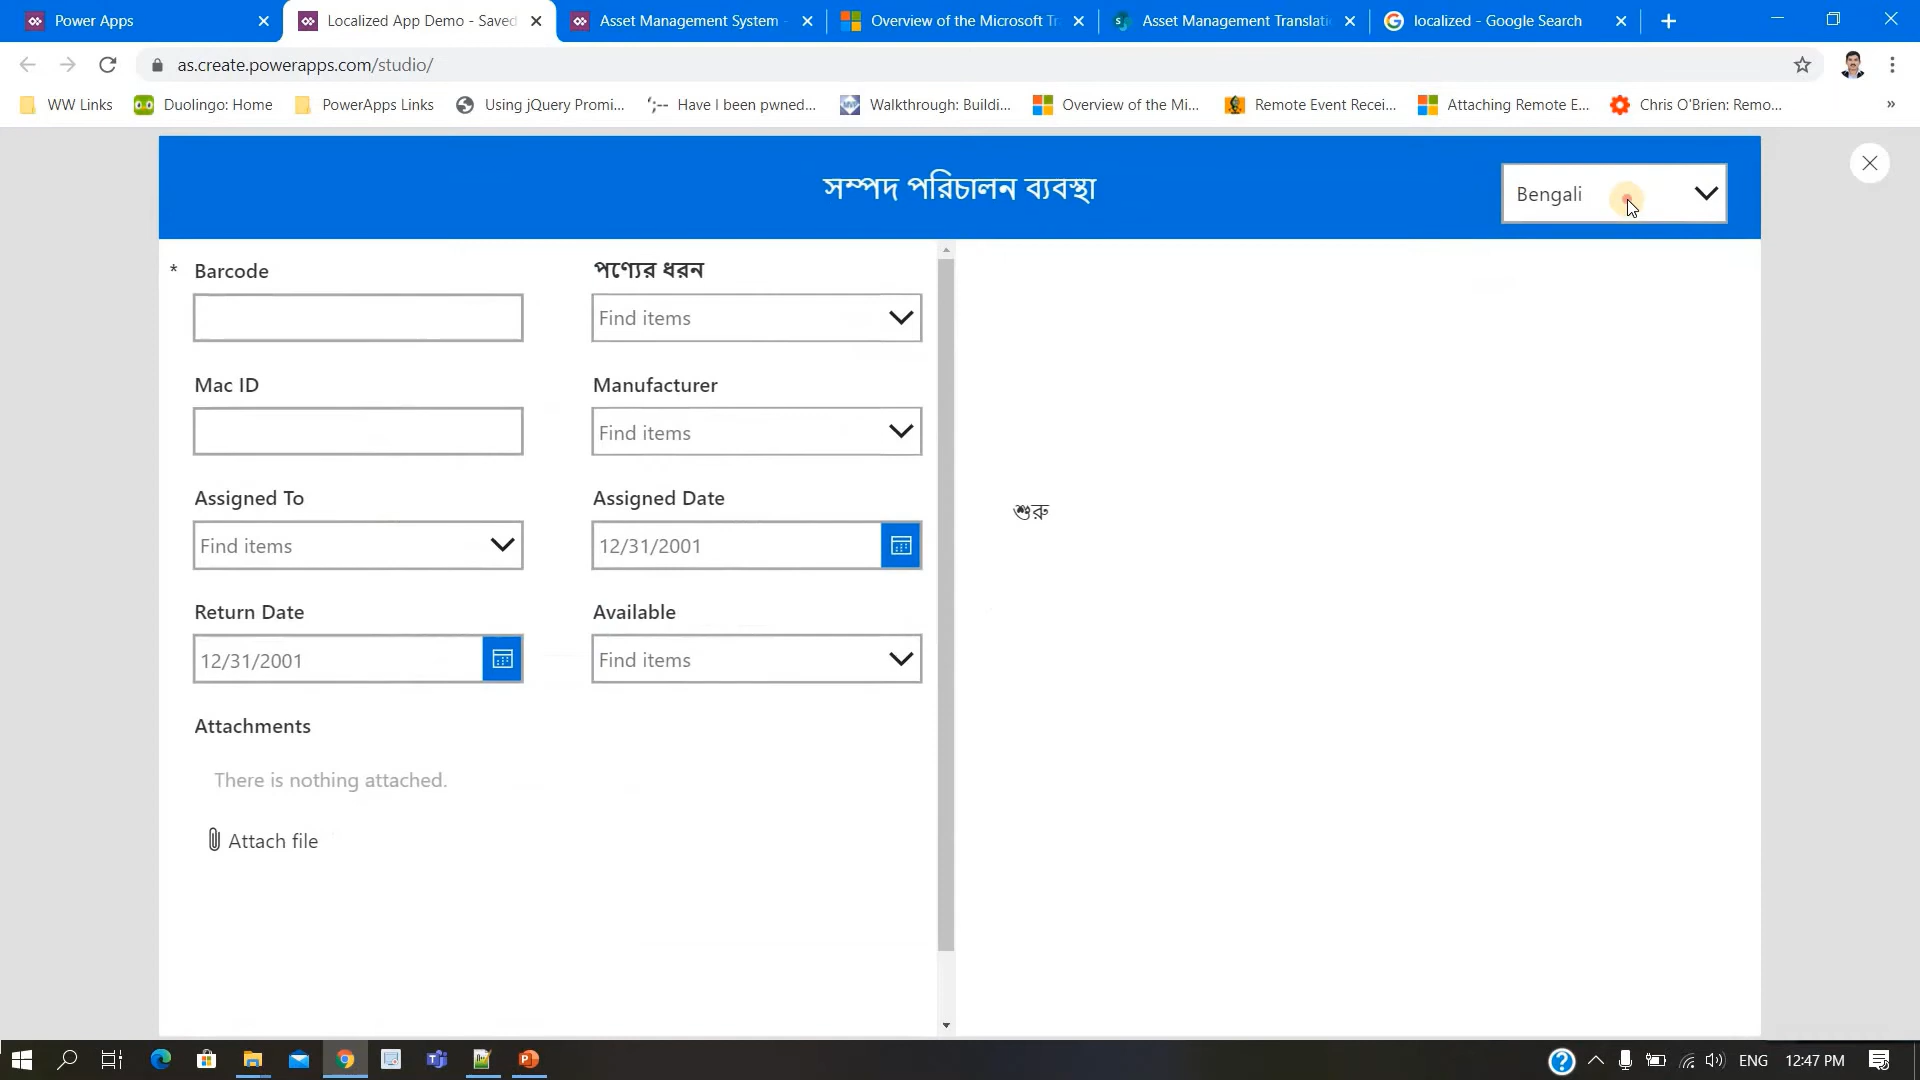 Power Apps
Localized App Demo - Saved
Asset Management System -
Overview of the Microsoft Tr
Asset Management Translati
localized - Google Search
as.create.powerapps.com/studio/
WW Links
Duolingo: Home
PowerApps Links
Using jQuery Promi...
Have I been pwned...
Walkthrough: Buildi...
Overview of the Mi...
Remote Event Recei...
Attaching Remote E...
Chris O'Brien: Remo...
»
সম্পদ পরিচালন ব্যবস্থা
Bengali
* Barcode
পণ্যের ধরন
Find items
Mac ID
Manufacturer
Find items
Assigned To
Assigned Date
Find items
12/31/2001
শুরু
Return Date
Available
12/31/2001
Find items
Attachments
There is nothing attached.
Attach file
ENG
12:47 PM